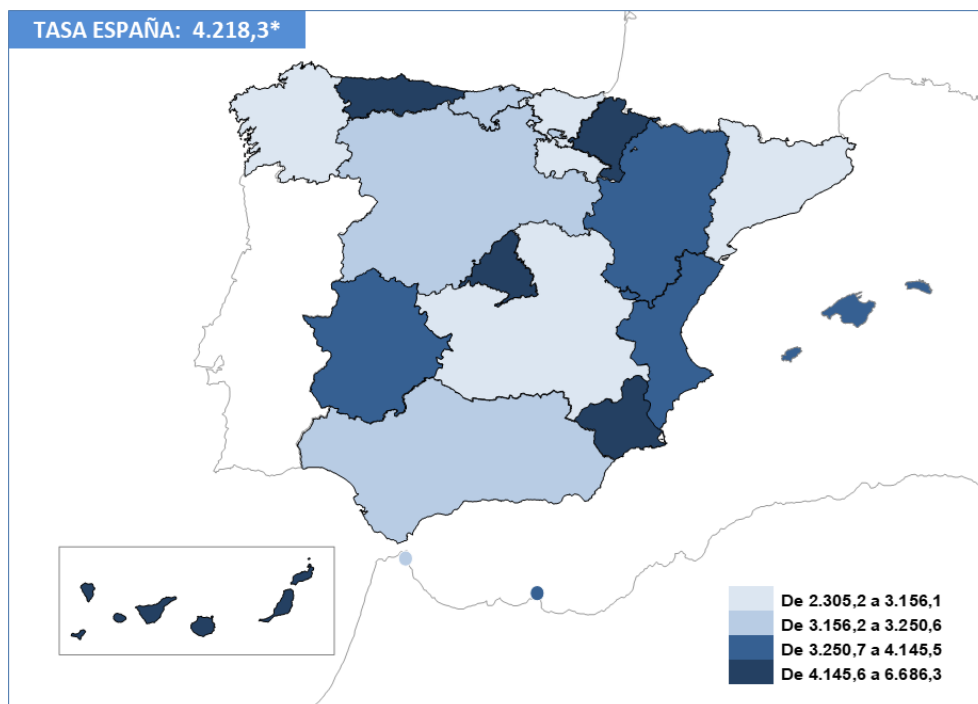 TASA ESPAÑA: 4.218,3*
De 2.305,2 a 3.156,1
De 3.156,2 a 3.250,6
De 3.250,7 a 4.145,5
De 4.145,6 a 6.686,3